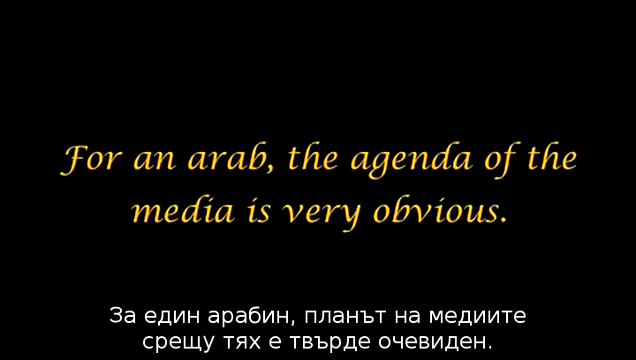 For an arab, the agenda of the
media is very obvious.
За един арабин, планът на медиите
срещу тях е твърде очевиден.